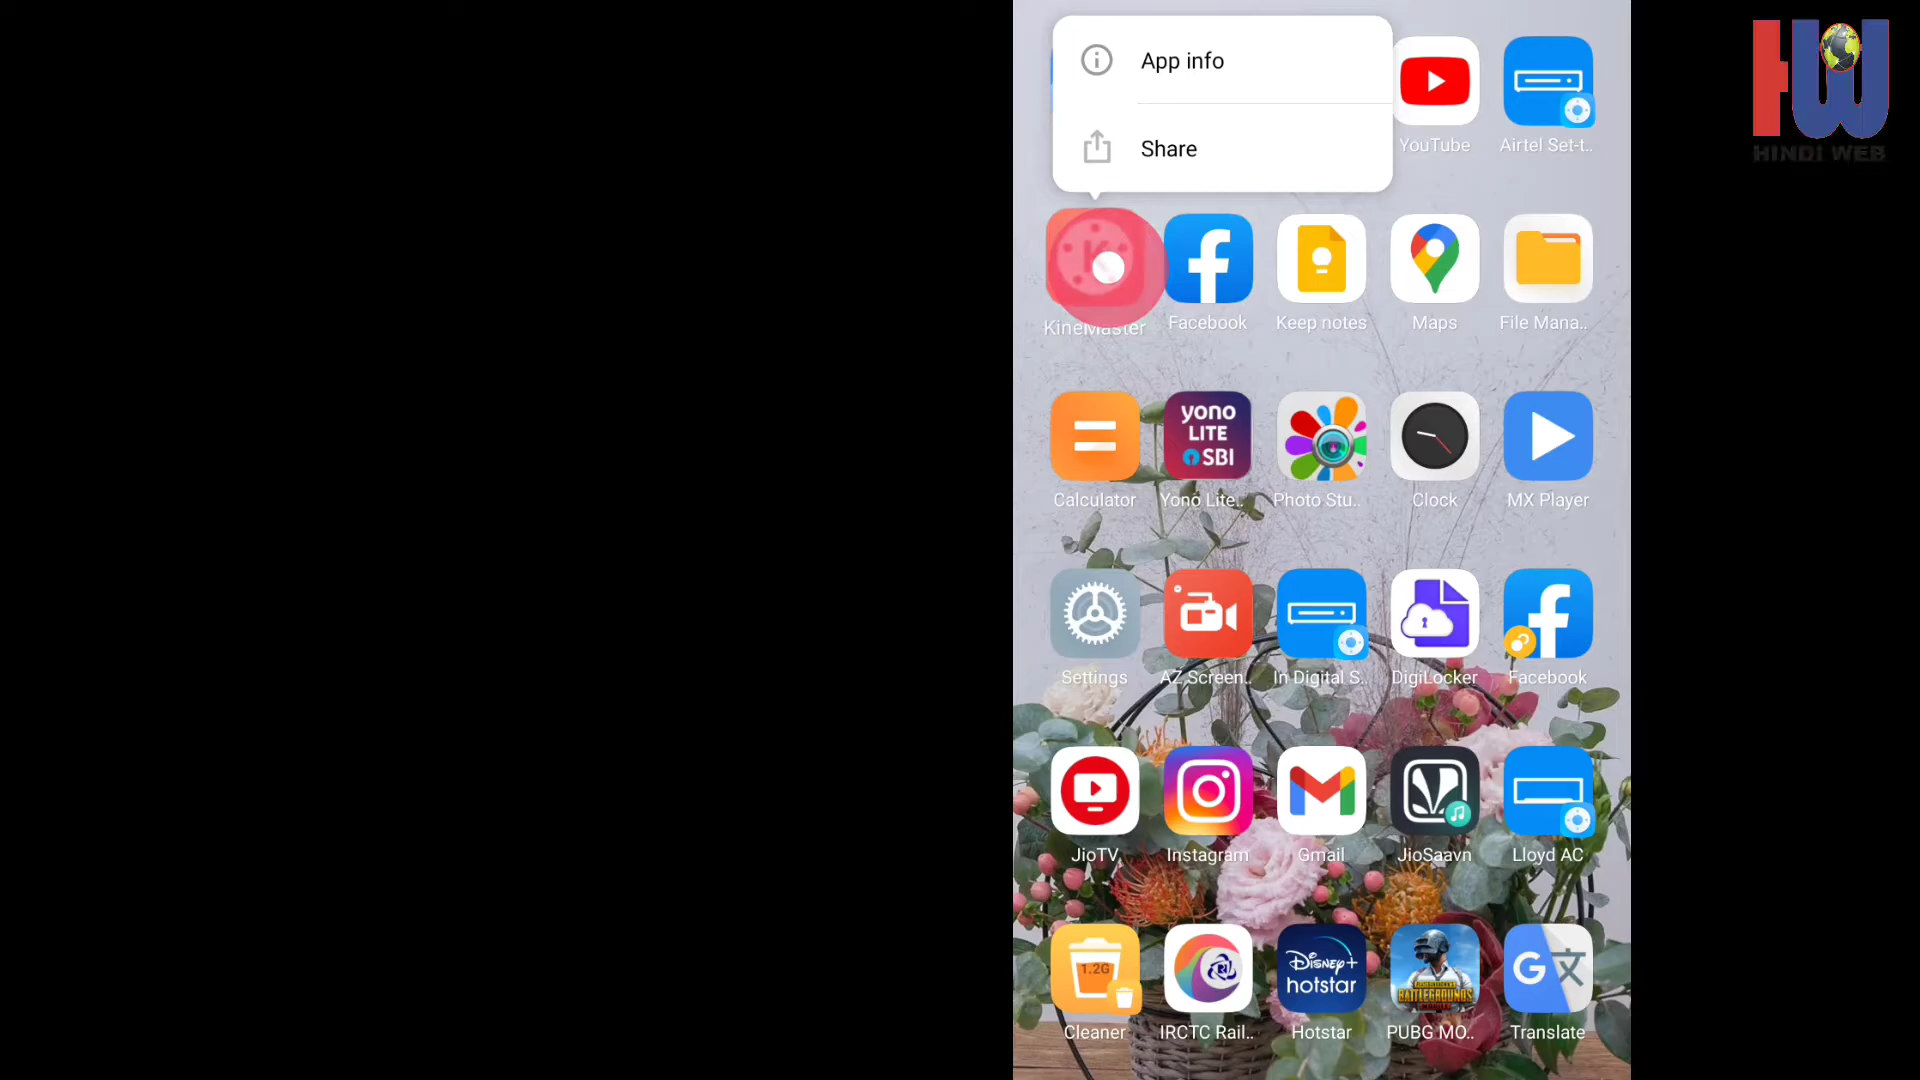 App info
Share
YouTube
Airtel Set-t..
HINDI WEB
KineMaster
Facebook
Keep notes
Maps
File Mana..
yono
LITE
SBI
Calculator
Yono Lite..
Photo Stu..
Clock
MX Player
Settings
AZ Screen..
In Digital S..
DigiLocker
Facebook
JioTV
Instagram
Gmail
JioSaavn
Lloyd AC
1.2G
Disney+
hotstar
BATTLEGROUNDS
MOBILE
Cleaner
IRCTC Rail..
Hotstar
PUBG MO..
Translate